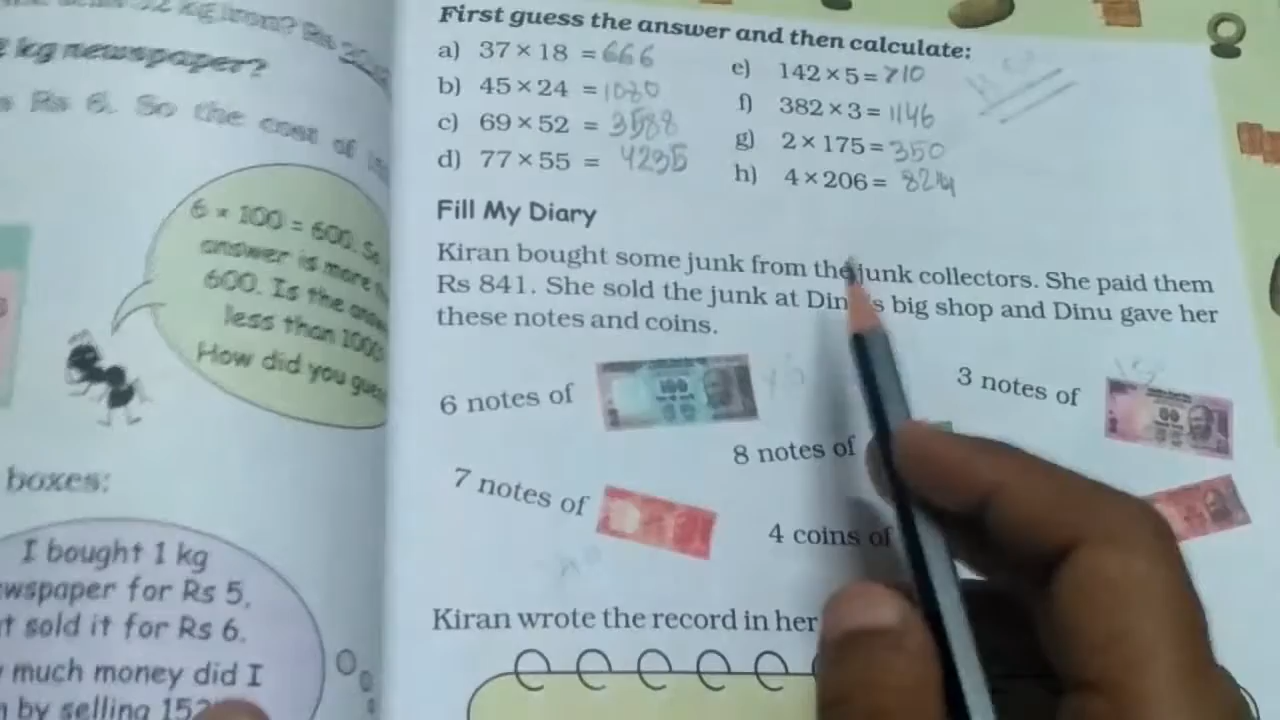 kg iron? Rs
kg newspaper?
Rs 6. So the cost of
6 × 100 = 600. So
answer is more
600. Is the
less than 1000
How did you
boxes:
I bought 1 kg
wspaper for Rs 5,
t sold it for Rs 6.
much money did I
by selling 152
First guess the answer and then calculate:
a) 37 × 18 = 666
b) 45 × 24 = 1080
c) 69 × 52 = 3588
d) 77 × 55 = 4235
e) 142 × 5 = 710
f) 382 × 3 = 1146
g) 2 × 175 = 350
h) 4 × 206 = 824
Fill My Diary
Kiran bought some junk from the junk collectors. She paid them
Rs 841. She sold the junk at Din s big shop and Dinu gave her
these notes and coins.
6 notes of
100
3 notes of
8 notes of
7 notes of
4 coins of
Kiran wrote the record in her